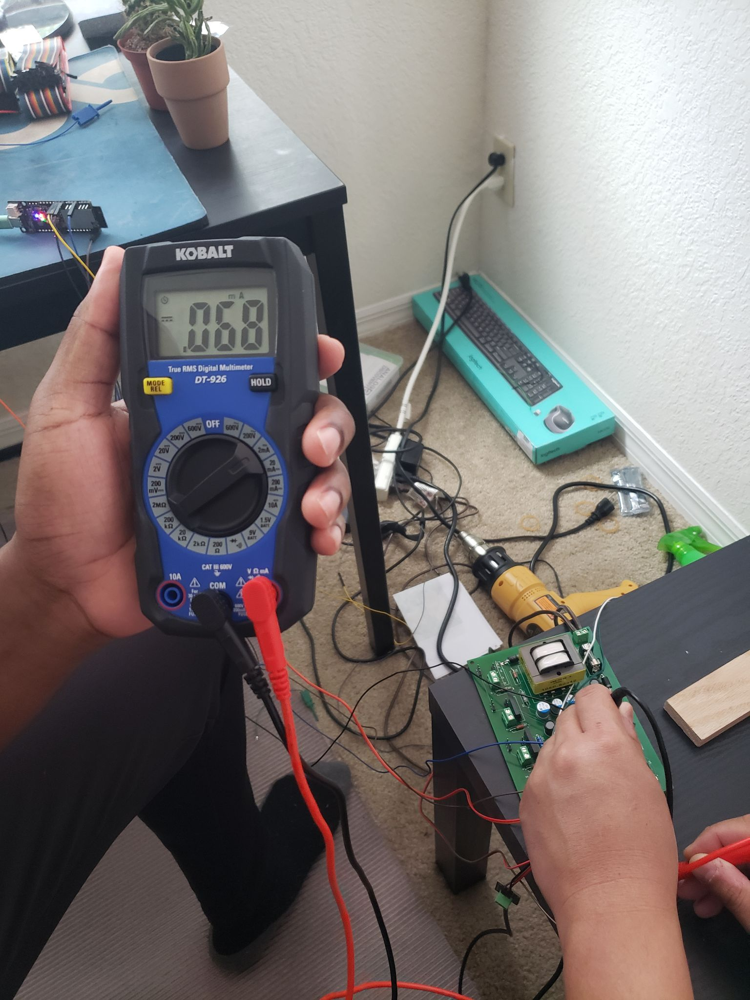 KOBALT
m A
.068
True RMS Digital Multimeter
DT-926
MODE
REL
HOLD
OFF
600V
200V
2mA
20
mA
200
mA
10A
1.5V
BATT
9V
BATT
200
Ω
2kΩ
20
kΩ
200
kΩ
2MΩ
200
mV
2V
20V
200V
600V
CAT III 600V
10A
COM
V Ω mA
For
logitech
logitech